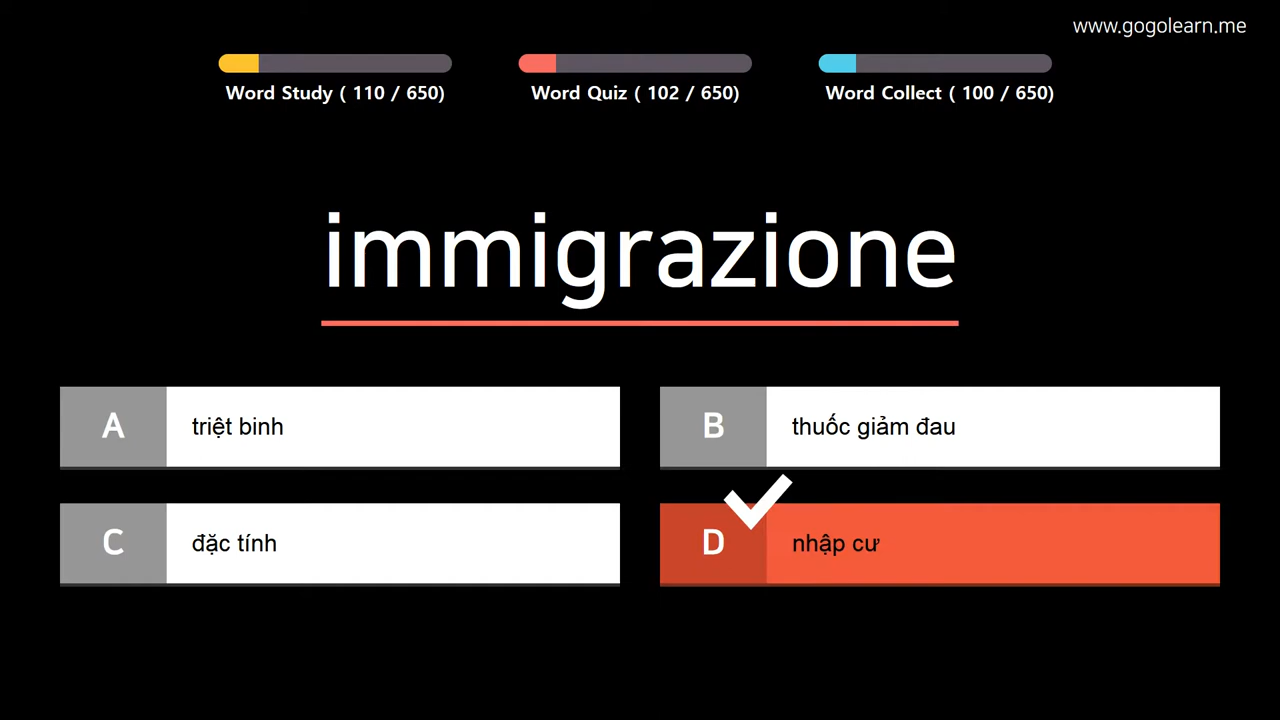 www.gogolearn.me
Word Study ( 110 / 650)
Word Quiz ( 102 / 650)
Word Collect ( 100 / 650)
immigrazione
A triệt binh
B thuốc giảm đau
C đặc tính
D nhập cư